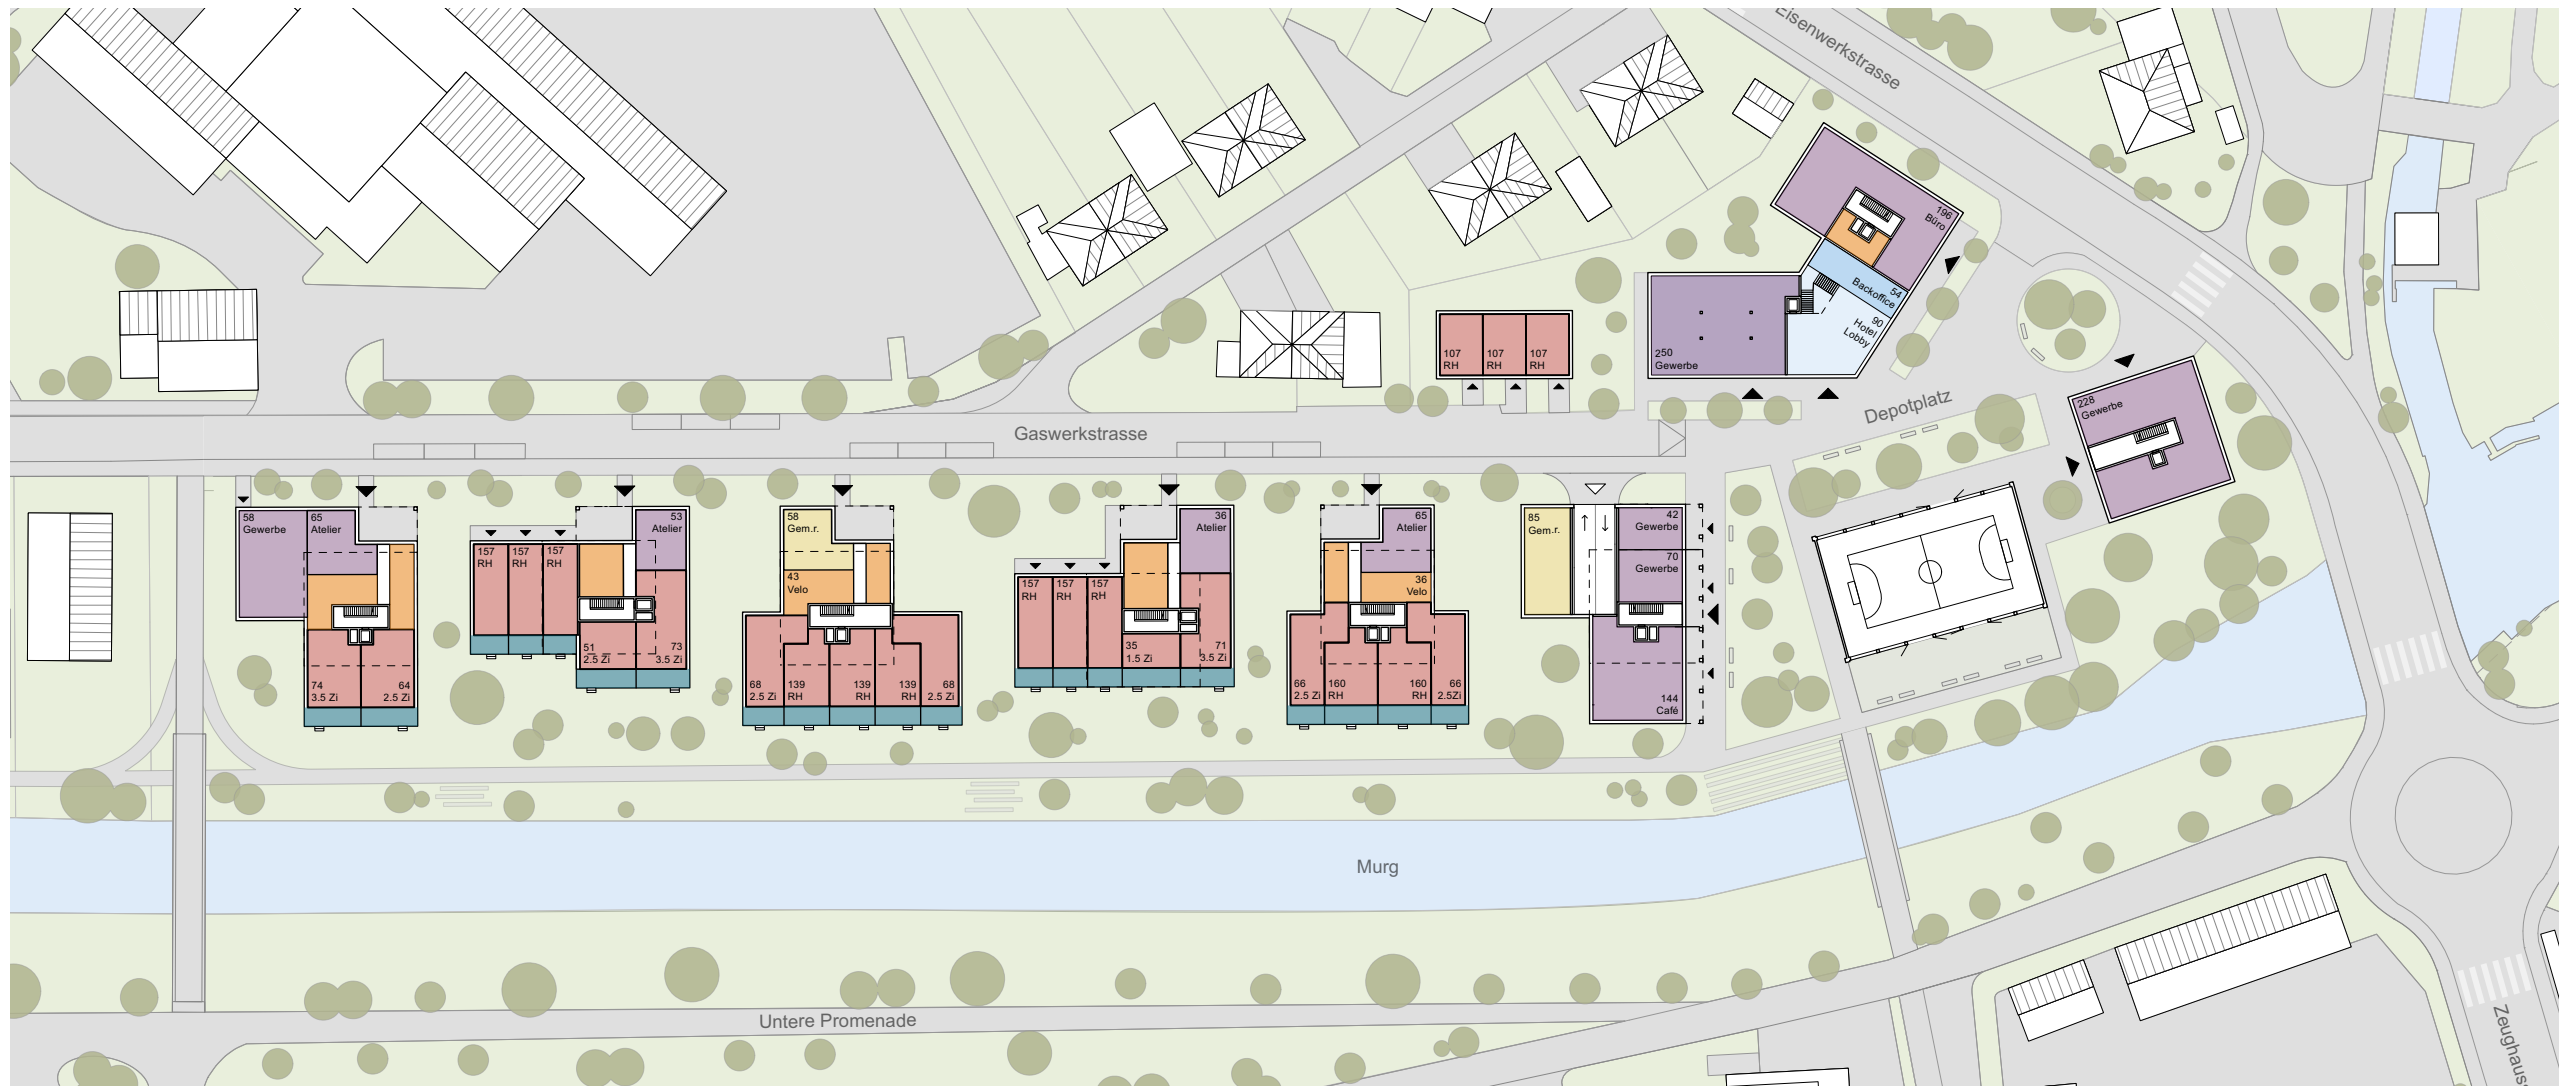 Eisenwerkstrasse
196
Büro
54
Backoffice
90
Hotel
Lobby
250
Gewerbe
107
RH
107
RH
107
RH
228
Gewerbe
Depotplatz
Gaswerkstrasse
58
Gewerbe
65
Atelier
74
3.5 Zi
64
2.5 Zi
157
RH
157
RH
157
RH
53
Atelier
51
2.5 Zi
73
3.5 Zi
58
Gem.r.
43
Velo
68
2.5 Zi
139
RH
139
RH
139
RH
68
2.5 Zi
157
RH
157
RH
157
RH
36
Atelier
35
1.5 Zi
71
3.5 Zi
65
Atelier
36
Velo
66
2.5 Zi
160
RH
160
RH
66
2.5Zi
85
Gem.r.
42
Gewerbe
70
Gewerbe
144
Café
Murg
Untere Promenade
Zeughaus